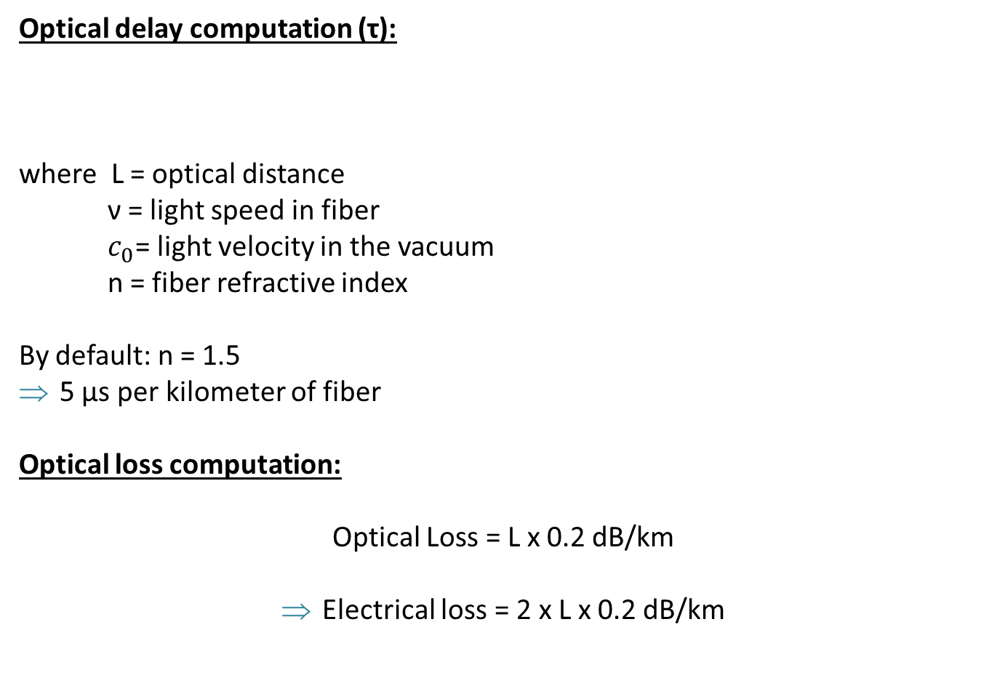 Optical delay computation (τ):
where L = optical distance
ν = light speed in fiber
c₀= light velocity in the vacuum
n = fiber refractive index
By default: n = 1.5
⇒ 5 µs per kilometer of fiber
Optical loss computation:
Optical Loss = L x 0.2 dB/km
⇒ Electrical loss = 2 x L x 0.2 dB/km